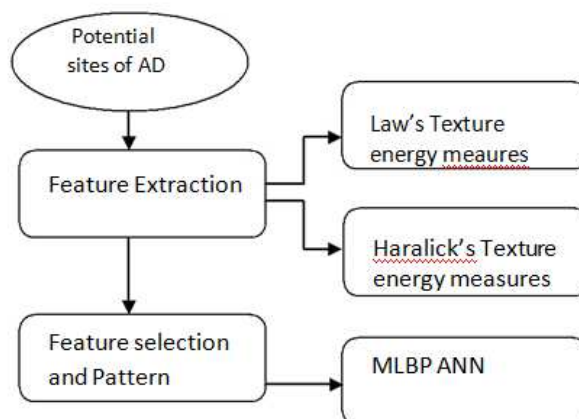 Potential
sites of AD
Law's Texture
energy meaures
Feature Extraction
Haralick's Texture
energy measures
Feature selection
and Pattern
MLBP ANN